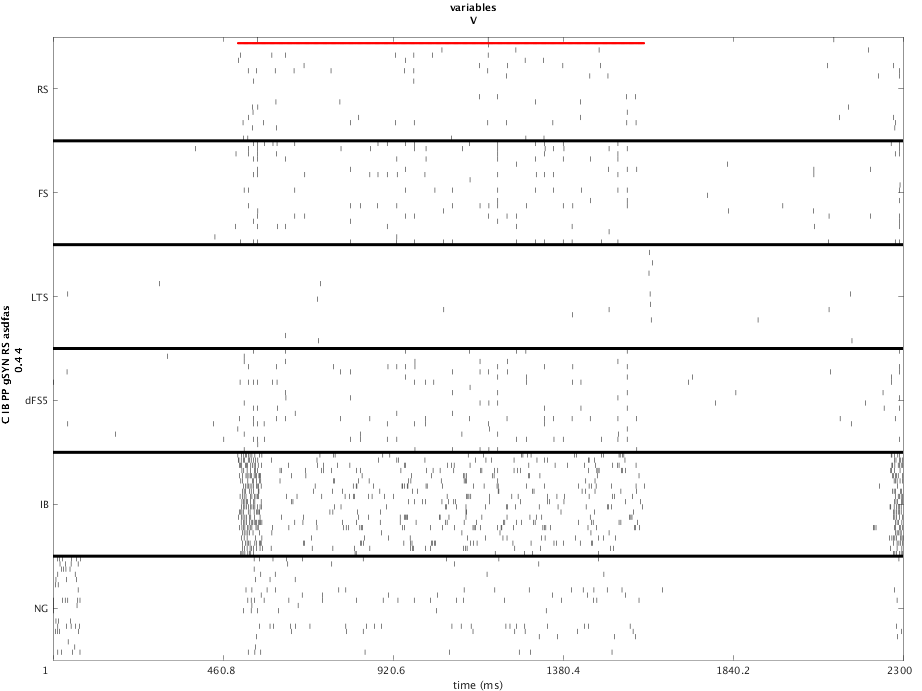 variables
V
C IB PP gSYN RS asdfas
0.4 4
RS
FS
LTS
dFS5
IB
NG
1
460.8
920.6
1380.4
1840.2
2300
time (ms)